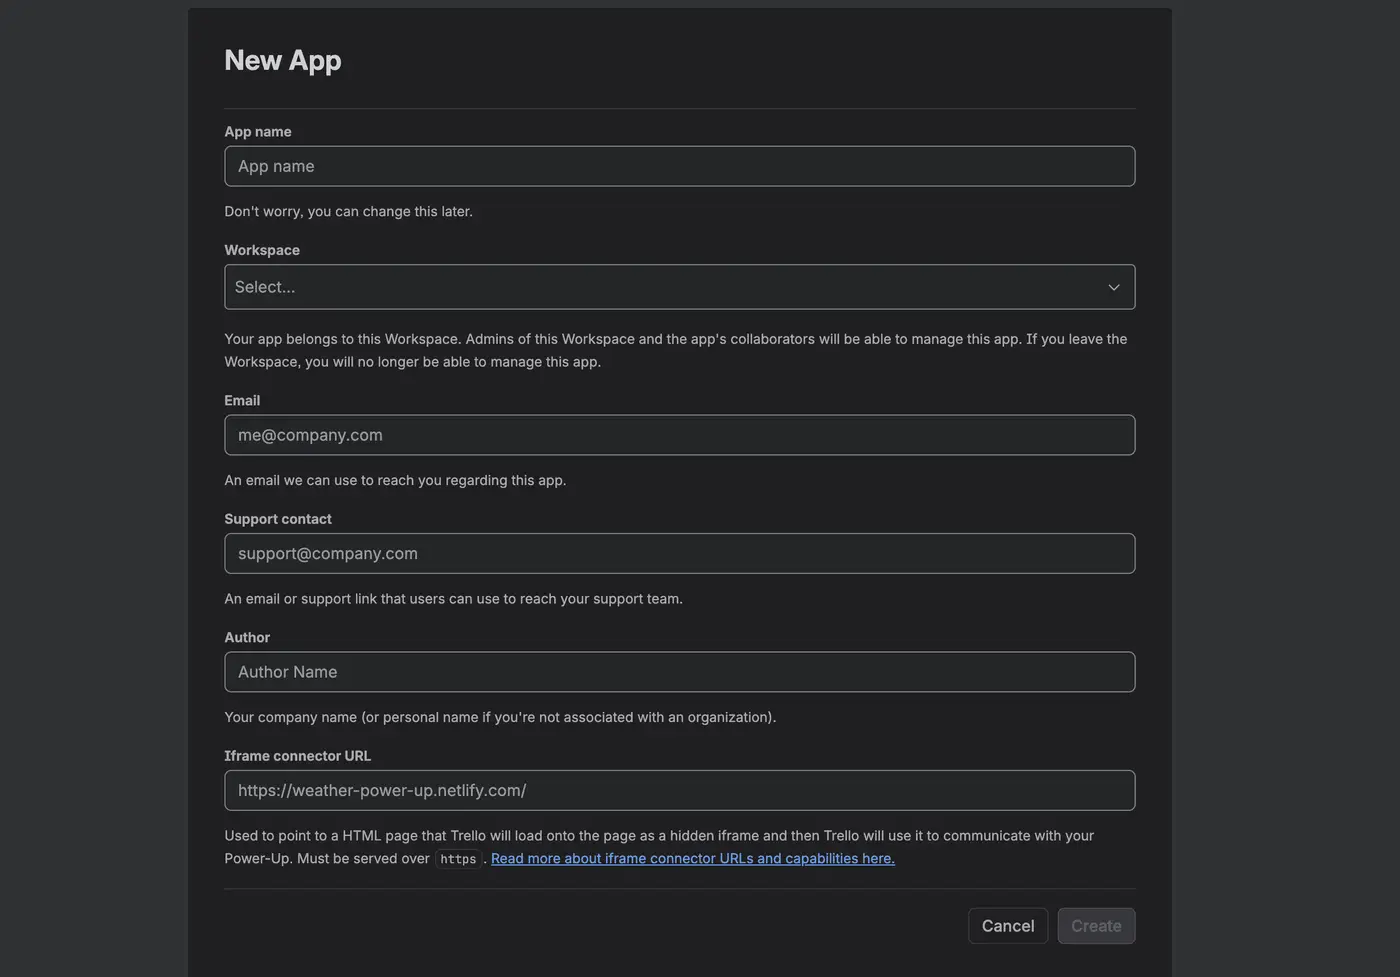 New App
App name
App name
Don't worry, you can change this later.
Workspace
Select...
Your app belongs to this Workspace. Admins of this Workspace and the app's collaborators will be able to manage this app. If you leave the
Workspace, you will no longer be able to manage this app.
Email
me@company.com
An email we can use to reach you regarding this app.
Support contact
support@company.com
An email or support link that users can use to reach your support team.
Author
Author Name
Your company name (or personal name if you're not associated with an organization).
Iframe connector URL
https://weather-power-up.netlify.com/
Used to point to a HTML page that Trello will load onto the page as a hidden iframe and then Trello will use it to communicate with your
Power-Up. Must be served over https . Read more about iframe connector URLs and capabilities here.
Cancel Create